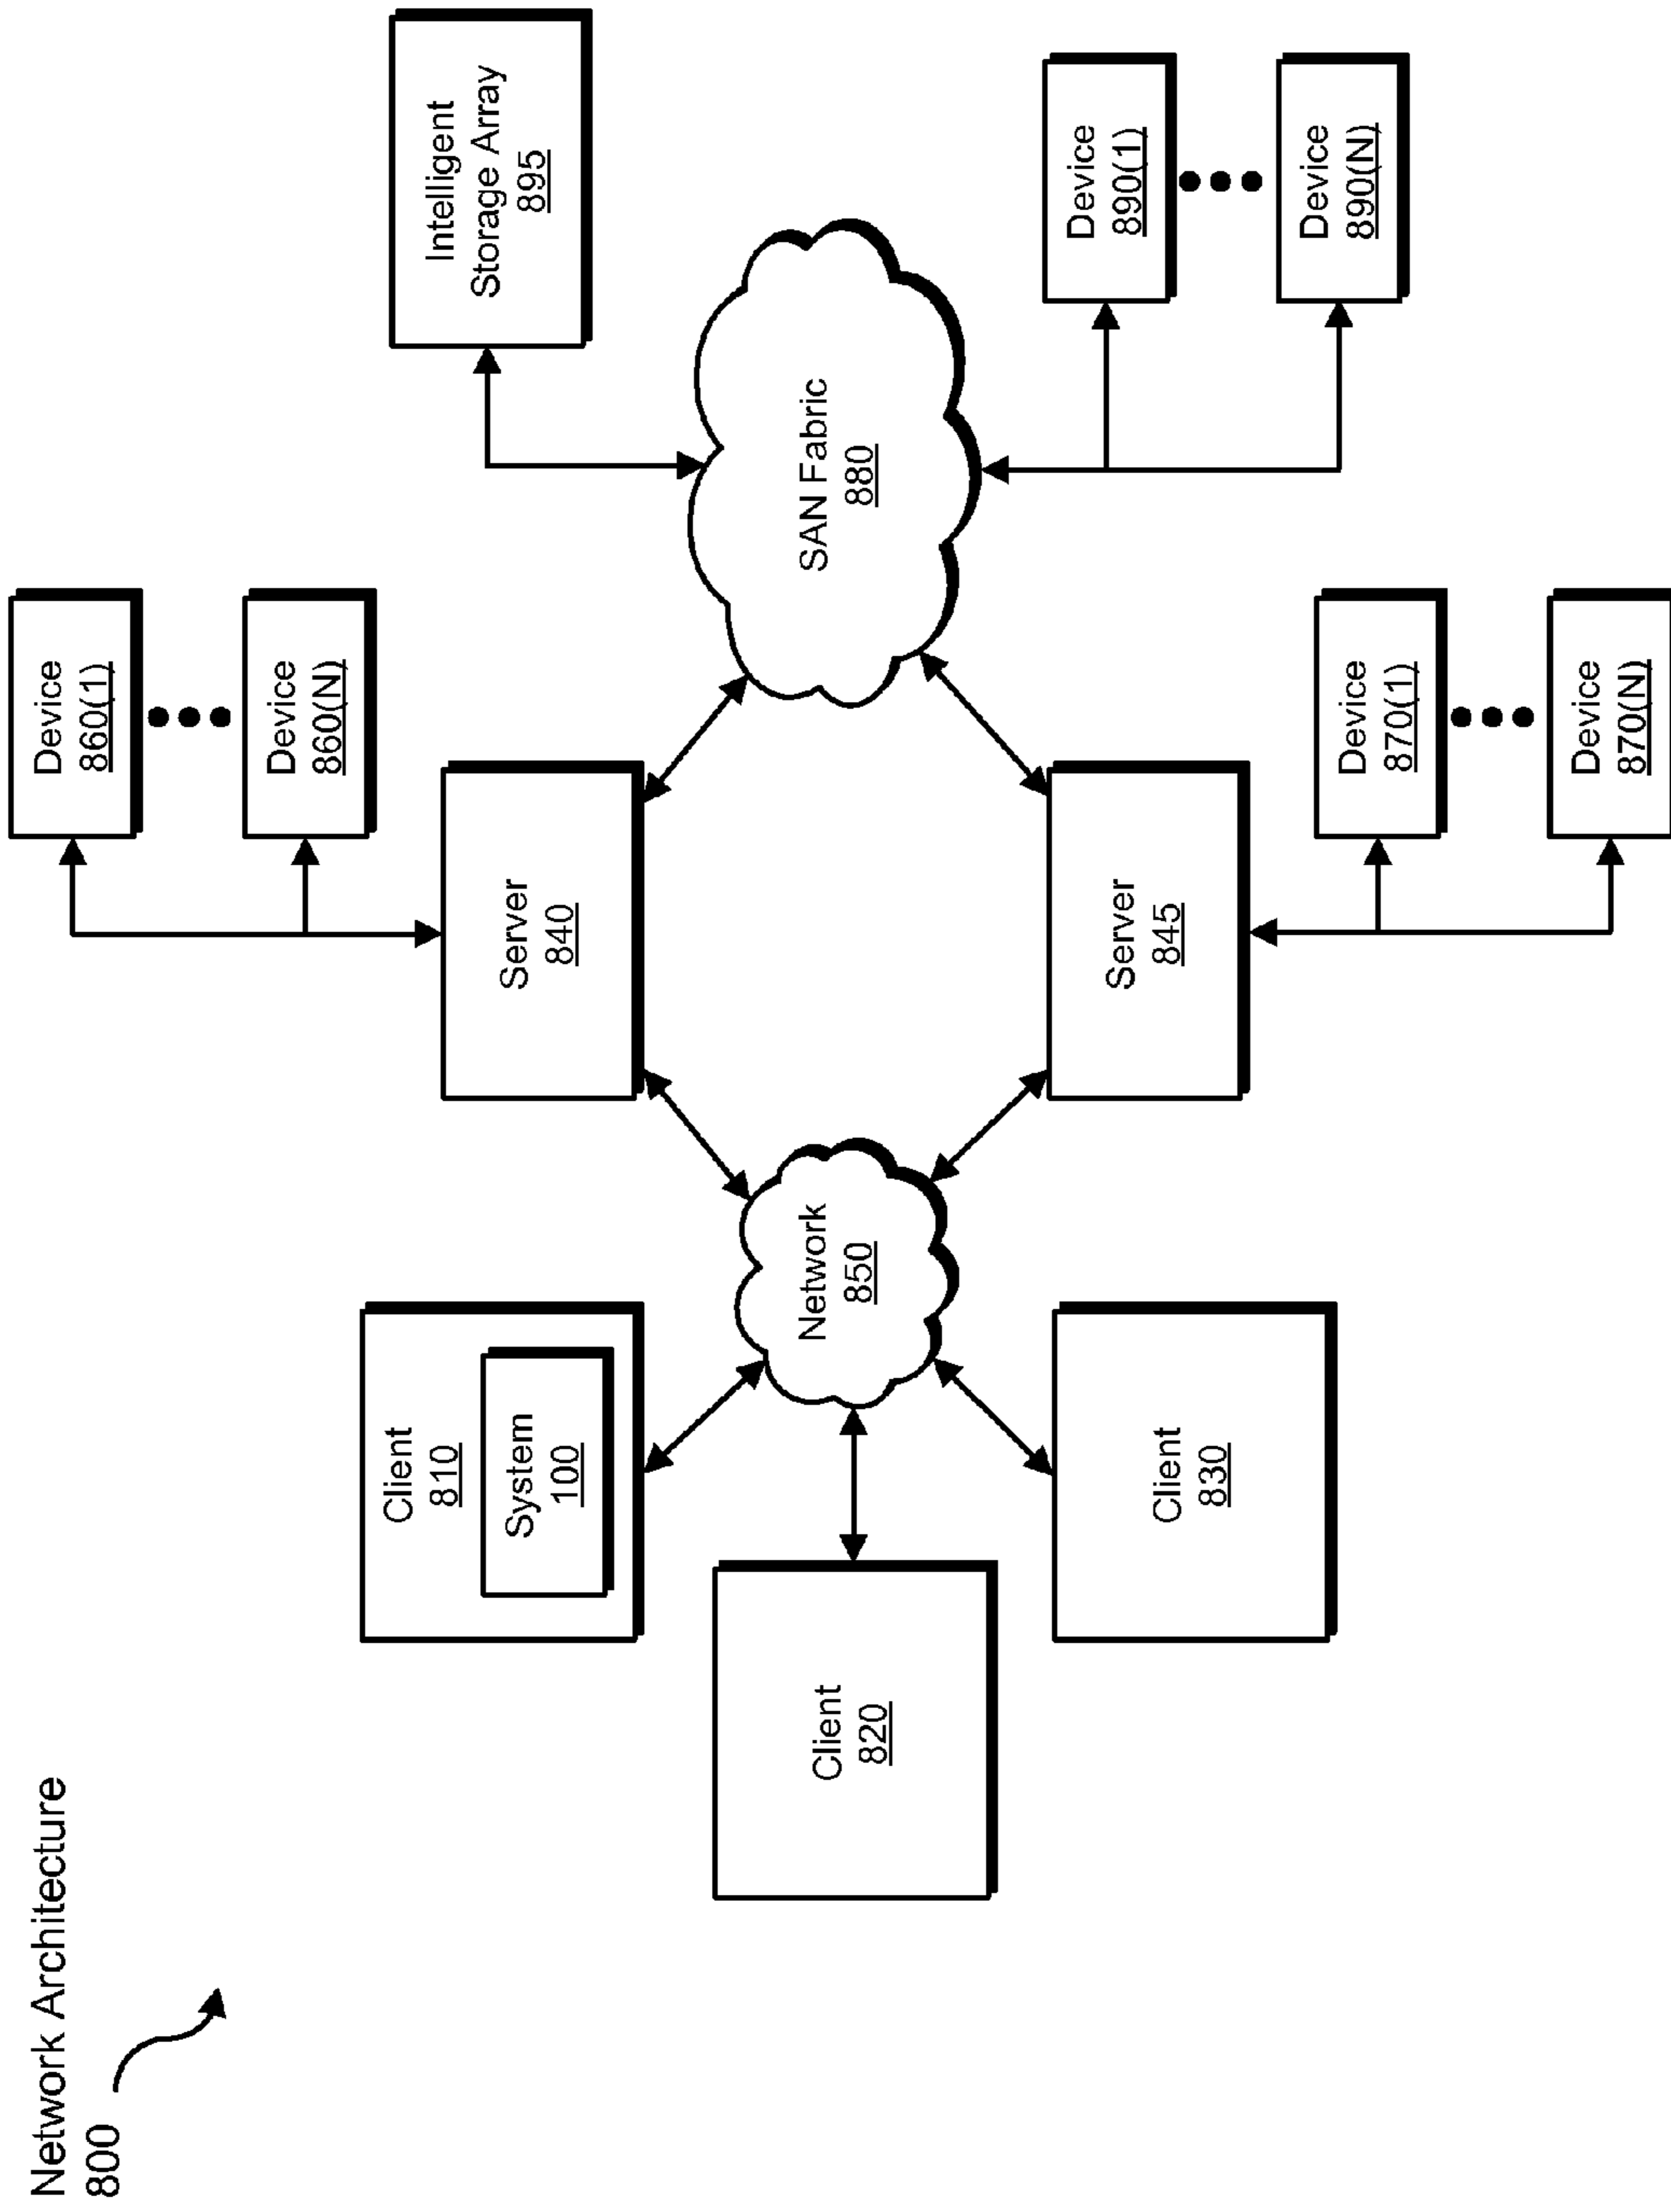 Network Architecture
800
Device
860(1)
Device
860(N)
Intelligent
Storage Array
895
Client
810
System
100
Server
840
Client
820
Network
850
SAN Fabric
880
Client
830
Server
845
Device
890(1)
Device
890(N)
Device
870(1)
Device
870(N)